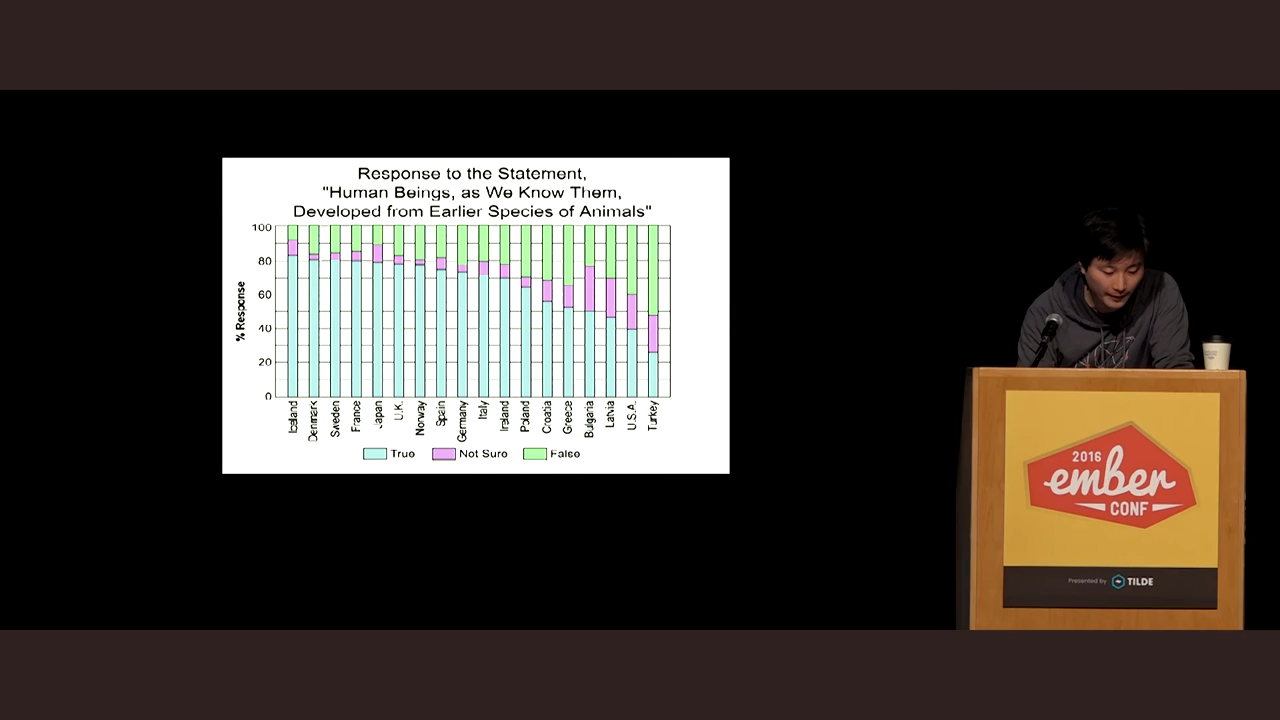 Response to the Statement,
"Human Beings, as We Know Them,
Developed from Earlier Species of Animals"
100
80
60
40
20
0
% Response
Iceland
Denmark
Sweden
France
Japan
U.K.
Norway
Spain
Germany
Italy
Ireland
Poland
Croatia
Greece
Bulgaria
Latvia
U.S.A.
Turkey
True
Not Sure
False
2016
ember
CONF
Presented by TILDE